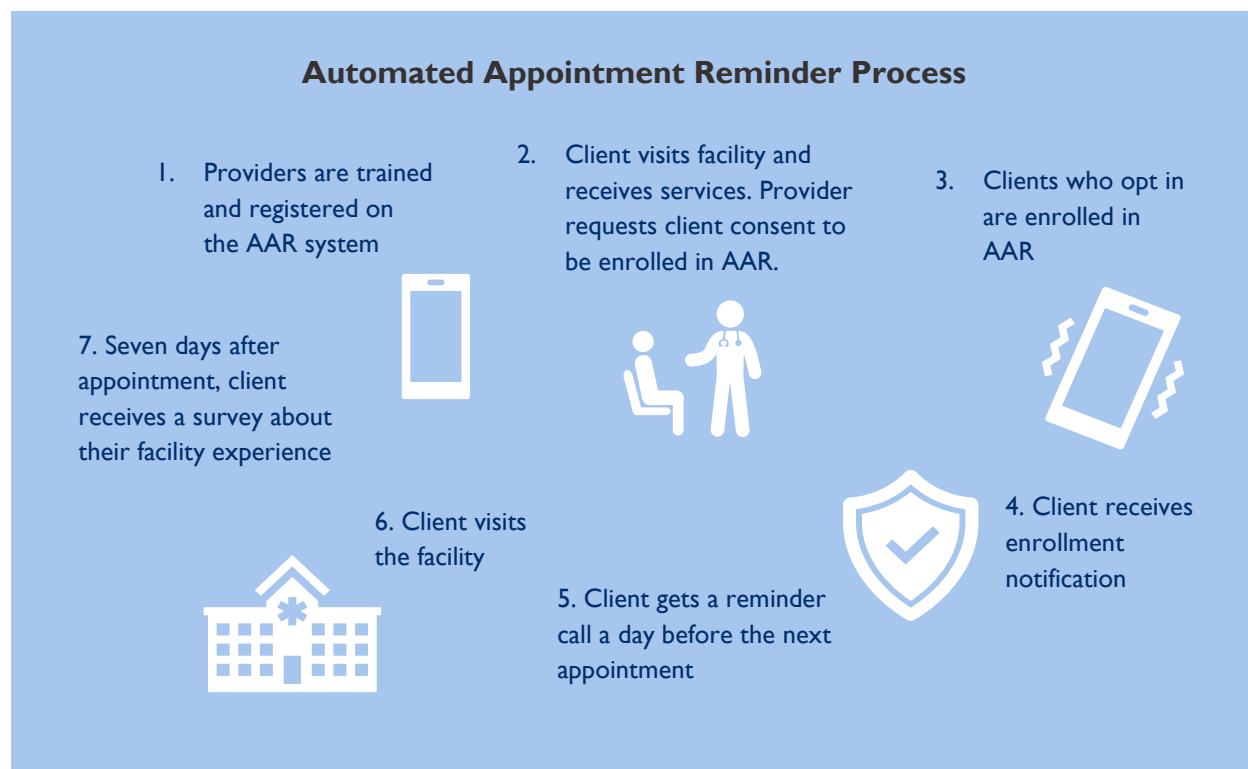 Automated Appointment Reminder Process
1. Providers are trained
and registered on
the AAR system
2. Client visits facility and
receives services. Provider
requests client consent to
be enrolled in AAR.
3. Clients who opt in
are enrolled in
AAR
4. Client receives
enrollment
notification
5. Client gets a reminder
call a day before the next
appointment
6. Client visits
the facility
7. Seven days after
appointment, client
receives a survey about
their facility experience